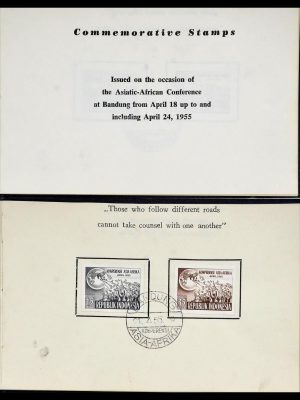 Commemorative Stamps
Issued on the occasion of
the Asiatic-African Conference
at Bandung from April 18 up to and
including April 24, 1955
„Those who follow different roads
cannot take counsel with one another"
KONPERENSI ASIA-AFRIKA
REPUBLIK INDONESIA
KONPERENSI ASIA-AFRIKA
REPUBLIK INDONESIA
ASIA-AFRIKA